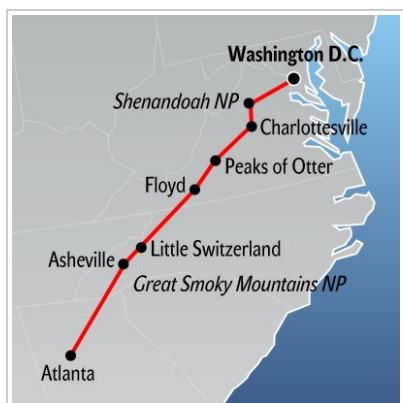 Washington D.C.
Shenandoah NP
Charlottesville
Peaks of Otter
Floyd
Little Switzerland
Asheville
Great Smoky Mountains NP
Atlanta